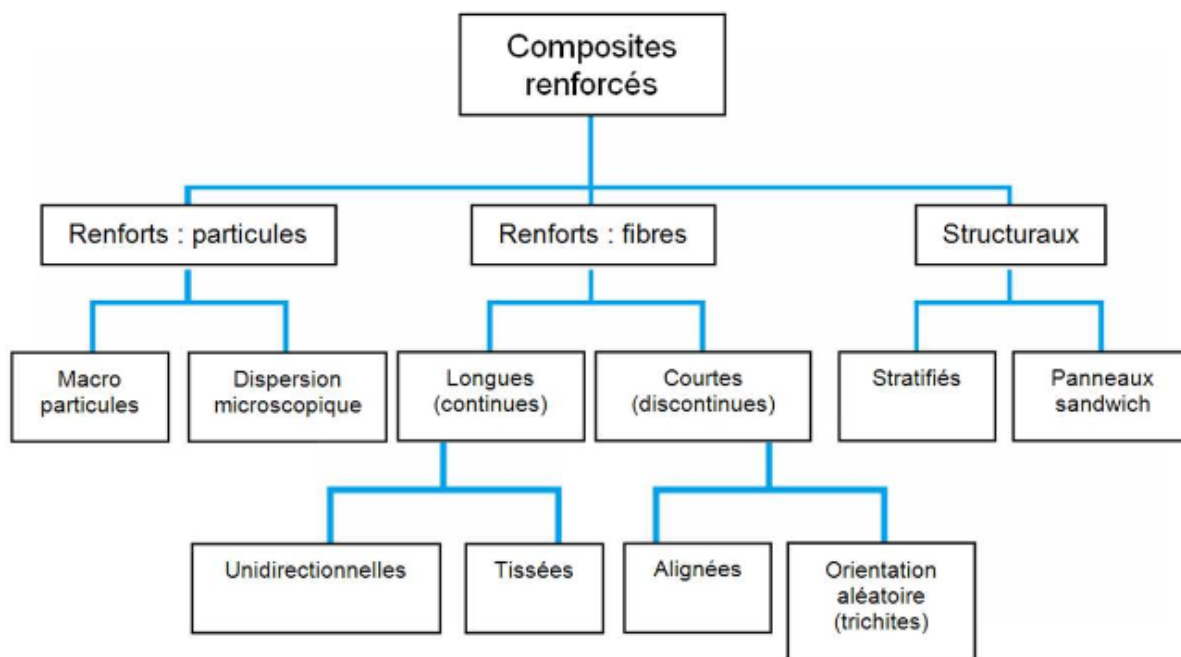 Composites
renforcés
Renforts : particules
Renforts : fibres
Structuraux
Macro
particules
Dispersion
microscopique
Longues
(continues)
Courtes
(discontinues)
Stratifiés
Panneaux
sandwich
Unidirectionnelles
Tissées
Alignées
Orientation
aléatoire
(trichites)